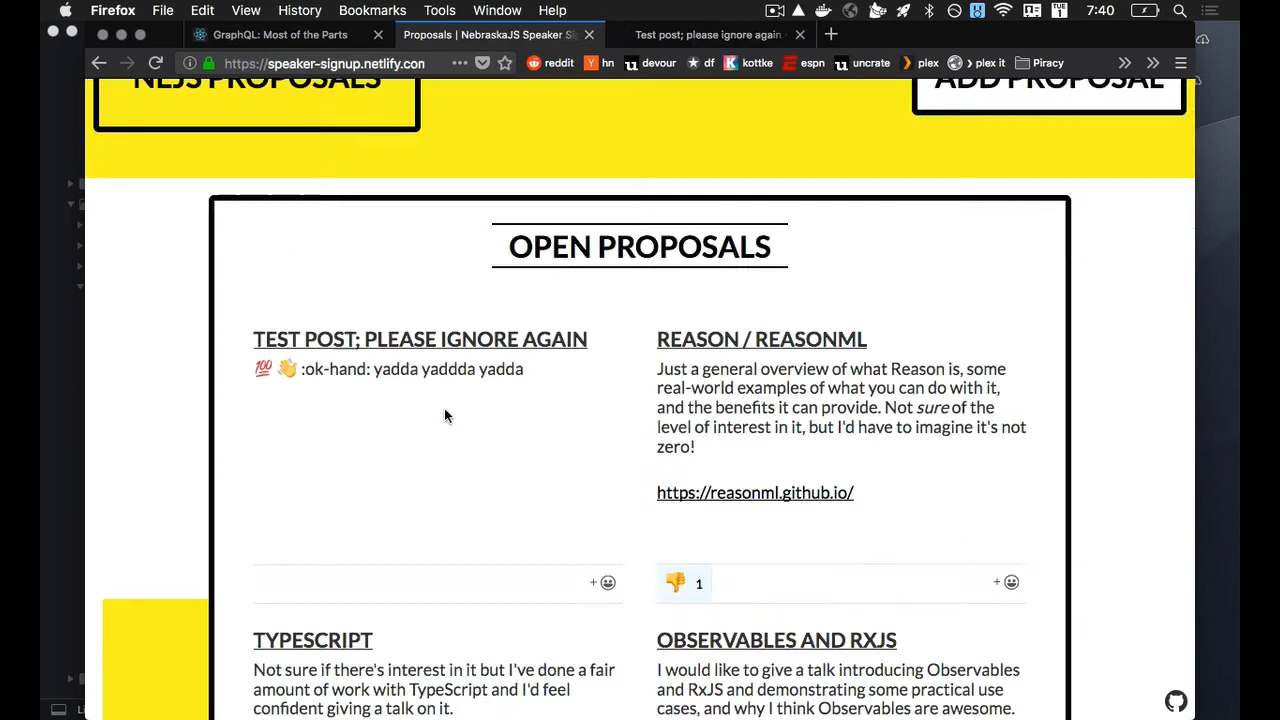 Firefox File Edit View History Bookmarks Tools Window Help 7:40
GraphQL: Most of the Parts
Proposals | NebraskaJS Speaker Si
Test post; please ignore again
https://speaker-signup.netlify.con
reddit hn devour df kottke espn uncrate plex plex it Piracy
NEJS PROPOSALS
ADD PROPOSAL
OPEN PROPOSALS
TEST POST; PLEASE IGNORE AGAIN
💯 👋 :ok-hand: yadda yaddda yadda
REASON / REASONML
Just a general overview of what Reason is, some
real-world examples of what you can do with it,
and the benefits it can provide. Not sure of the
level of interest in it, but I'd have to imagine it's not
zero!
https://reasonml.github.io/
+
👎 1
+
TYPESCRIPT
Not sure if there's interest in it but I've done a fair
amount of work with TypeScript and I'd feel
confident giving a talk on it.
OBSERVABLES AND RXJS
I would like to give a talk introducing Observables
and RxJS and demonstrating some practical use
cases, and why I think Observables are awesome.